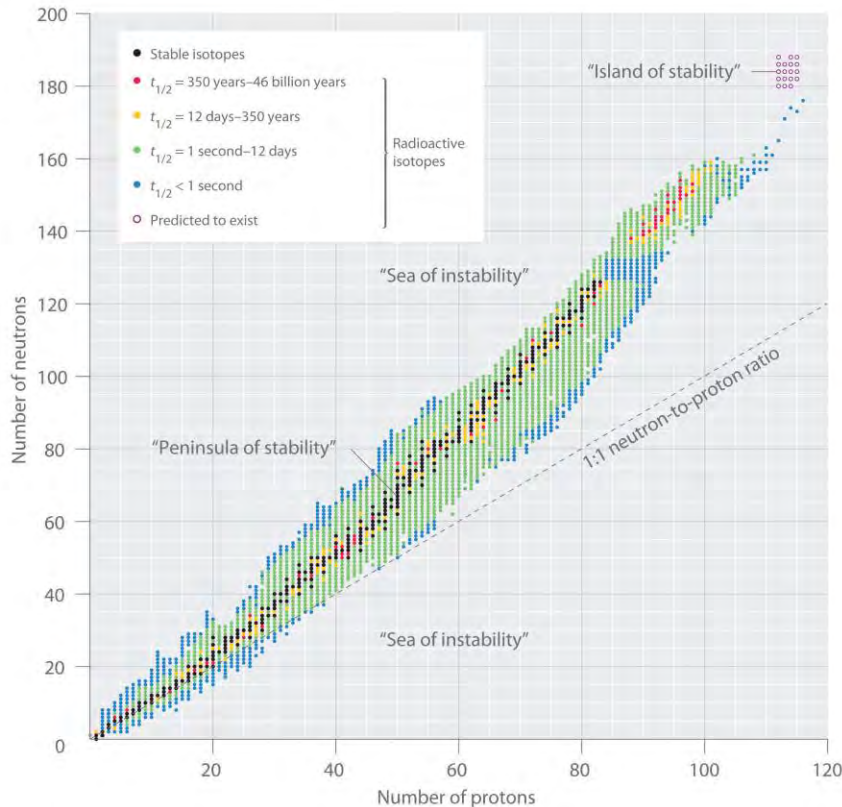 Stable isotopes
t1/2 = 350 years–46 billion years
t1/2 = 12 days–350 years
t1/2 = 1 second–12 days
t1/2 < 1 second
Predicted to exist
Radioactive
isotopes
“Island of stability”
“Sea of instability”
“Peninsula of stability”
1:1 neutron-to-proton ratio
“Sea of instability”
Number of neutrons
200
180
160
140
120
100
80
60
40
20
0
20
40
60
80
100
120
Number of protons